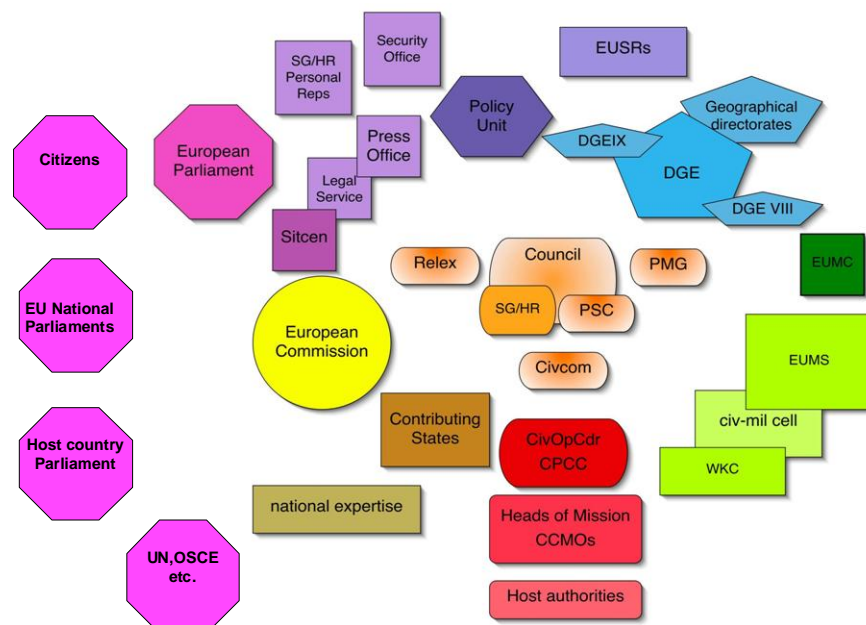 Security
Office
SG/HR
Personal
Reps
EUSRs
Policy
Unit
Geographical
directorates
DGEIX
DGE
DGE VIII
Citizens
European
Parliament
Press
Office
Legal
Service
Sitcen
Relex
Council
PMG
EUMC
SG/HR
PSC
EU National
Parliaments
European
Commission
Civcom
EUMS
Contributing
States
civ-mil cell
CivOpCdr
CPCC
WKC
Host country
Parliament
national expertise
Heads of Mission
CCMOs
UN,OSCE
etc.
Host authorities